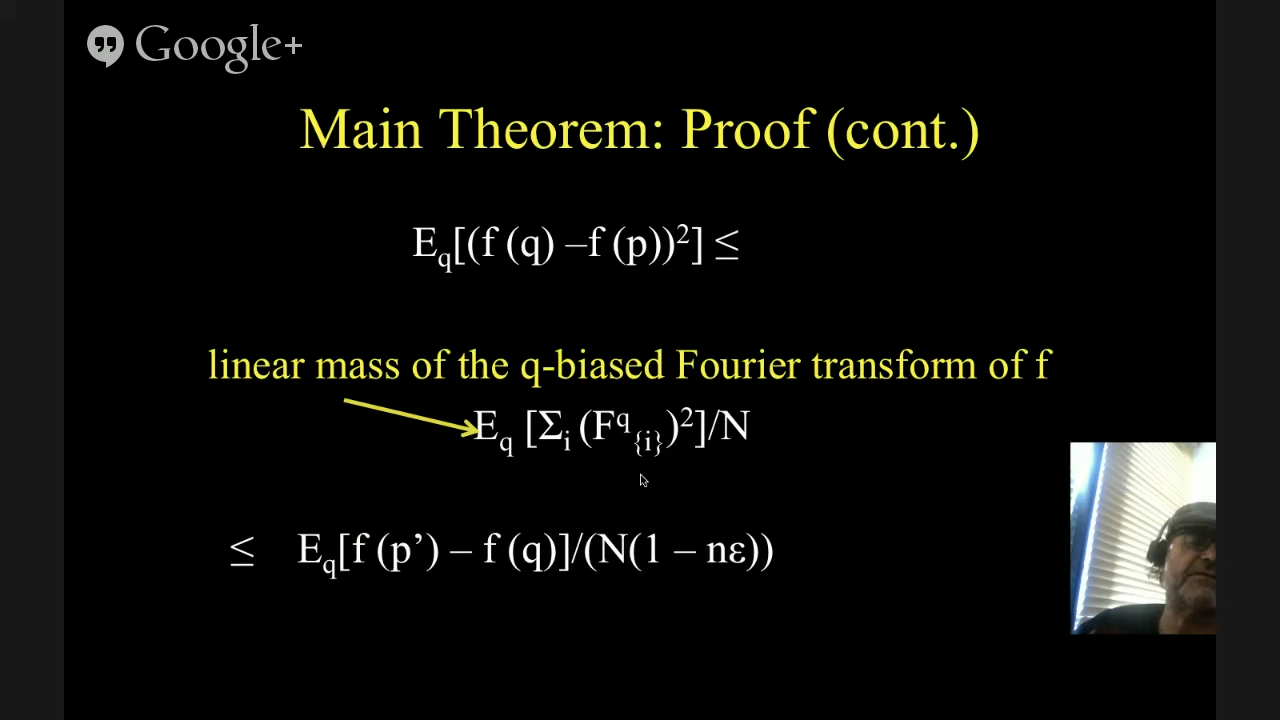 Google+
Main Theorem: Proof (cont.)
E_q[(f (q) –f (p))²] ≤
linear mass of the q-biased Fourier transform of f
E_q [Σ_i (F^q_{i})²]/N
≤ E_q[f (p’) – f (q)]/(N(1 – nε))